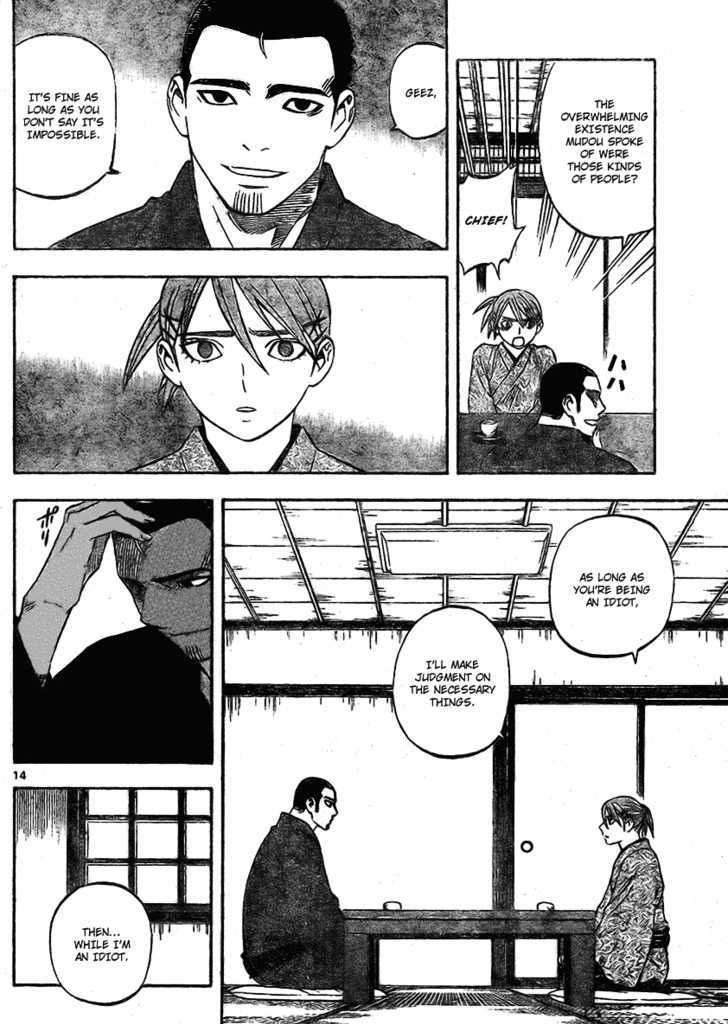 THE
OVERWHELMING
EXISTENCE
MUDOU SPOKE
OF WERE
THOSE KINDS
OF PEOPLE?
CHIEF!
GEEZ,
IT'S FINE AS
LONG AS YOU
DON'T SAY IT'S
IMPOSSIBLE.
AS LONG AS
YOU'RE BEING
AN IDIOT,
I'LL MAKE
JUDGMENT ON
THE NECESSARY
THINGS.
14
THEN...
WHILE I'M
AN IDIOT.